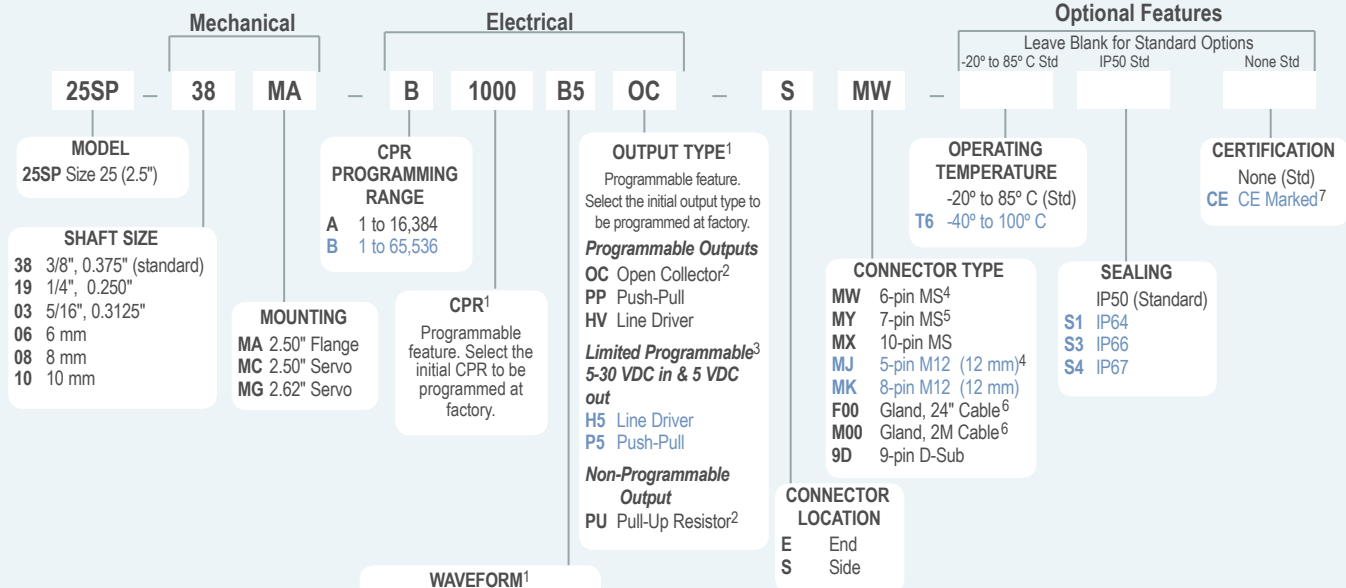 Mechanical
Electrical
Optional Features
Leave Blank for Standard Options
-20º to 85º C Std IP50 Std None Std
25SP – 38 MA – B 1000 B5 OC – S MW –
MODEL
25SP Size 25 (2.5")
SHAFT SIZE
38 3/8", 0.375" (standard)
19 1/4", 0.250"
03 5/16", 0.3125"
06 6 mm
08 8 mm
10 10 mm
MOUNTING
MA 2.50" Flange
MC 2.50" Servo
MG 2.62" Servo
CPR
PROGRAMMING
RANGE
A 1 to 16,384
B 1 to 65,536
CPR1
Programmable
feature. Select the
initial CPR to be
programmed at
factory.
WAVEFORM1
OUTPUT TYPE1
Programmable feature.
Select the initial output type to
be programmed at factory.
Programmable Outputs
OC Open Collector2
PP Push-Pull
HV Line Driver
Limited Programmable3
5-30 VDC in & 5 VDC
out
H5 Line Driver
P5 Push-Pull
Non-Programmable
Output
PU Pull-Up Resistor2
CONNECTOR
LOCATION
E End
S Side
CONNECTOR TYPE
MW 6-pin MS4
MY 7-pin MS5
MX 10-pin MS
MJ 5-pin M12 (12 mm)4
MK 8-pin M12 (12 mm)
F00 Gland, 24" Cable6
M00 Gland, 2M Cable6
9D 9-pin D-Sub
OPERATING
TEMPERATURE
-20º to 85º C (Std)
T6 -40º to 100º C
SEALING
IP50 (Standard)
S1 IP64
S3 IP66
S4 IP67
CERTIFICATION
None (Std)
CE CE Marked7